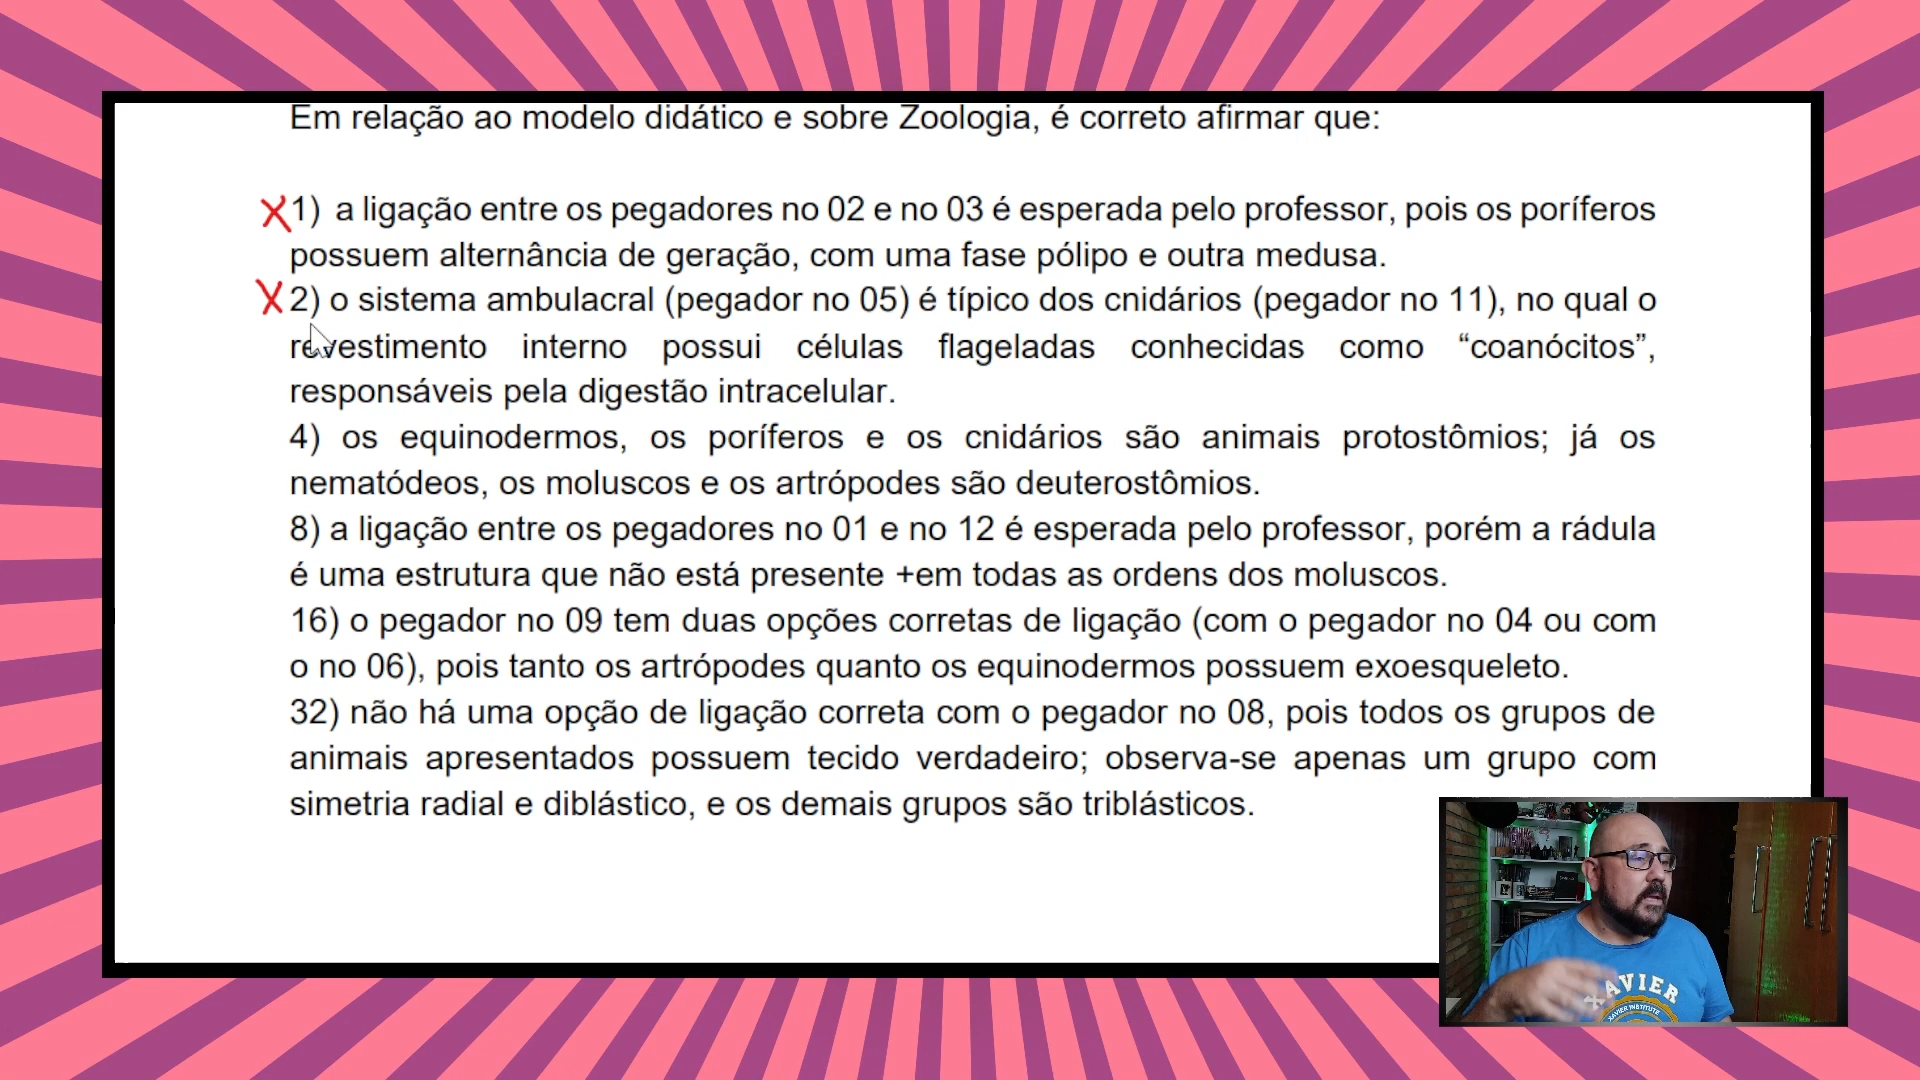 Em relação ao modelo didático e sobre Zoologia, é correto afirmar que:
1) a ligação entre os pegadores no 02 e no 03 é esperada pelo professor, pois os poríferos
possuem alternância de geração, com uma fase pólipo e outra medusa.
2) o sistema ambulacral (pegador no 05) é típico dos cnidários (pegador no 11), no qual o
revestimento interno possui células flageladas conhecidas como “coanócitos”,
responsáveis pela digestão intracelular.
4) os equinodermos, os poríferos e os cnidários são animais protostômios; já os
nematódeos, os moluscos e os artrópodes são deuterostômios.
8) a ligação entre os pegadores no 01 e no 12 é esperada pelo professor, porém a rádula
é uma estrutura que não está presente +em todas as ordens dos moluscos.
16) o pegador no 09 tem duas opções corretas de ligação (com o pegador no 04 ou com
o no 06), pois tanto os artrópodes quanto os equinodermos possuem exoesqueleto.
32) não há uma opção de ligação correta com o pegador no 08, pois todos os grupos de
animais apresentados possuem tecido verdadeiro; observa-se apenas um grupo com
simetria radial e diblástico, e os demais grupos são triblásticos.
XAVIER
XAVIER INSTITUTE